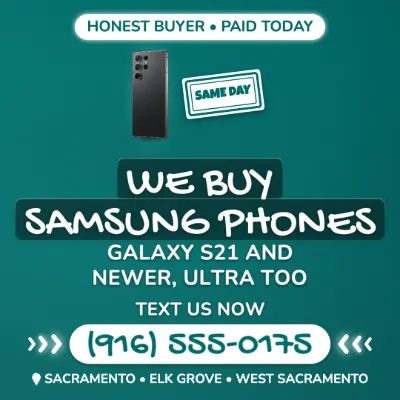 HONEST BUYER • PAID TODAY
SAME DAY
WE BUY
SAMSUNG PHONES
GALAXY S21 AND
NEWER, ULTRA TOO
TEXT US NOW
(916) 555-0175
SACRAMENTO • ELK GROVE • WEST SACRAMENTO